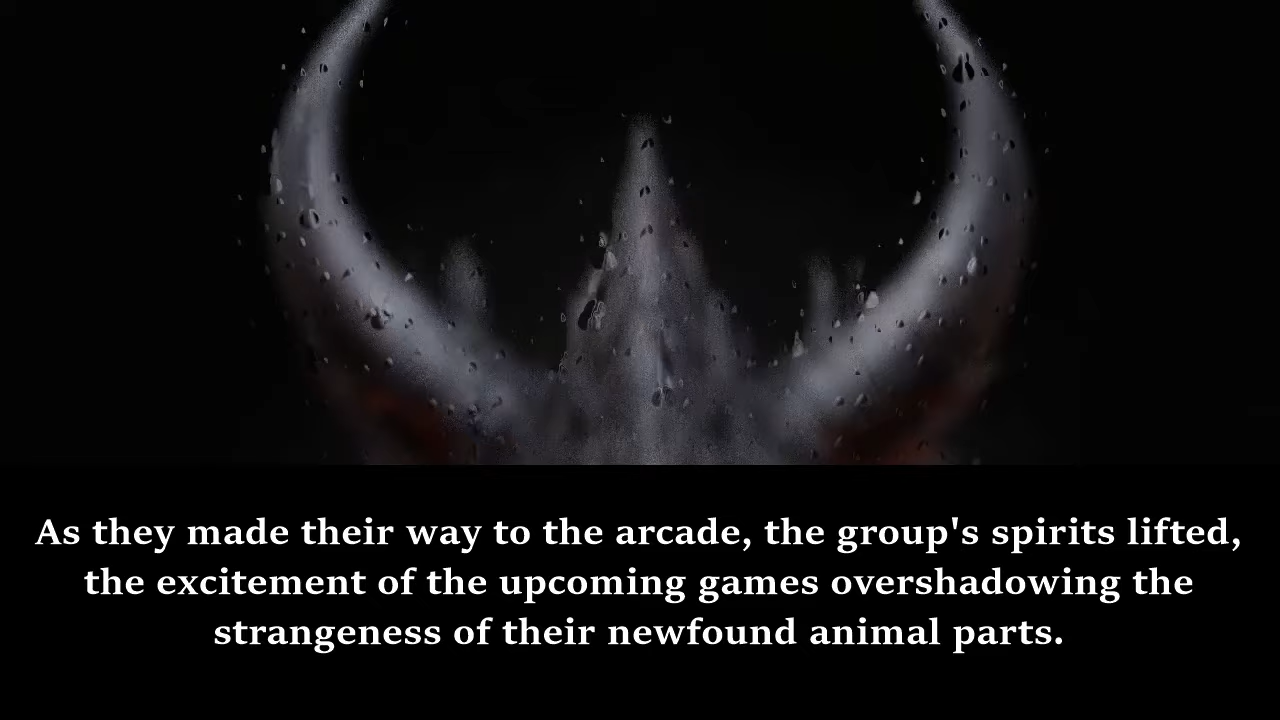 As they made their way to the arcade, the group's spirits lifted,
the excitement of the upcoming games overshadowing the
strangeness of their newfound animal parts.